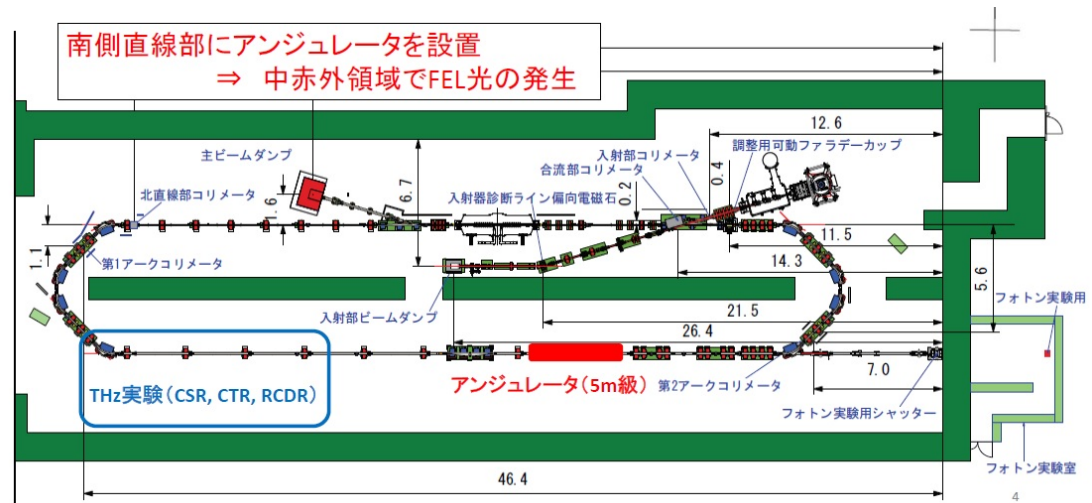 南側直線部にアンジュレータを設置
⇒ 中赤外領域でFEL光の発生
12.6
主ビームダンプ
入射部コリメータ
調整用可動ファラデーカップ
合流部コリメータ
0.4
北直線部コリメータ
1.6
6.7
入射器診断ライン偏向電磁石
0.2
11.5
1.1
第1アークコリメータ
14.3
5.6
入射部ビームダンプ
21.5
フォトン実験用
26.4
THz実験(CSR, CTR, RCDR)
アンジュレータ(5m級)
第2アークコリメータ
7.0
フォトン実験用シャッター
フォトン実験室
46.4
4